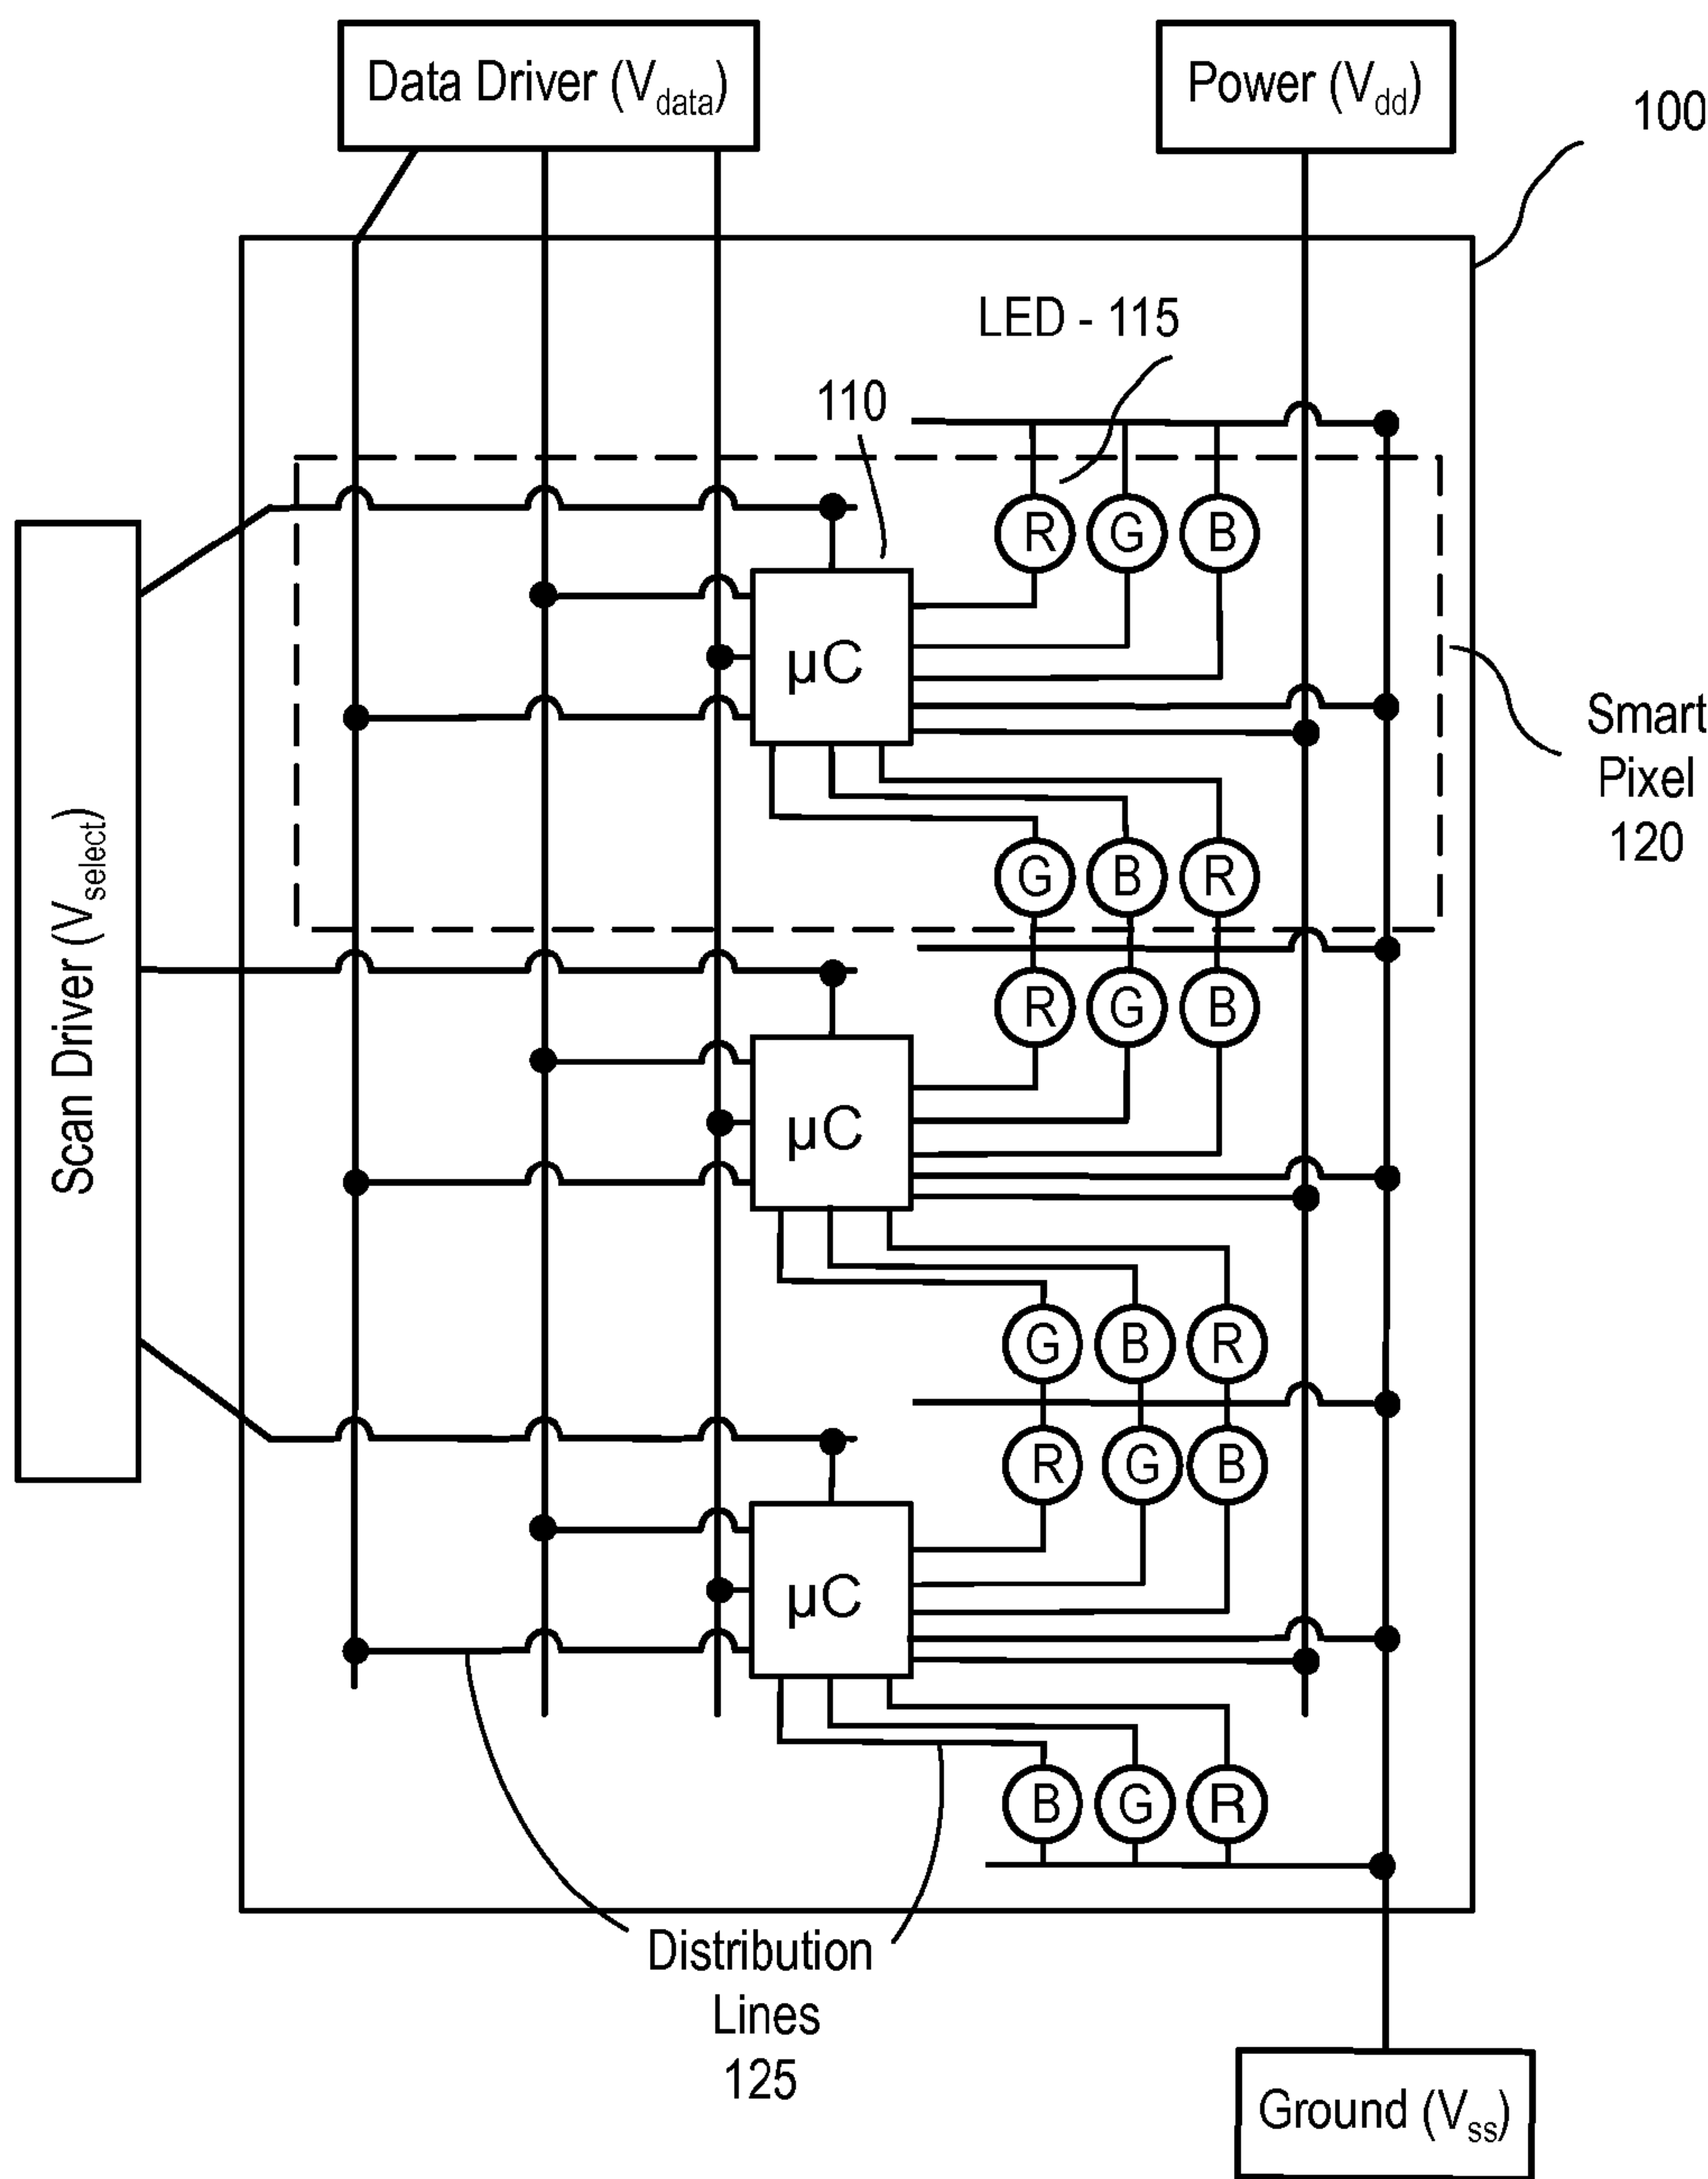 Data Driver (Vdata)
Power (Vdd)
100
LED - 115
110
R G B
µC
Smart
Pixel
120
G B R
Scan Driver (Vselect)
R G B
µC
G B R
R G B
µC
B G R
Distribution
Lines
125
Ground (Vss)